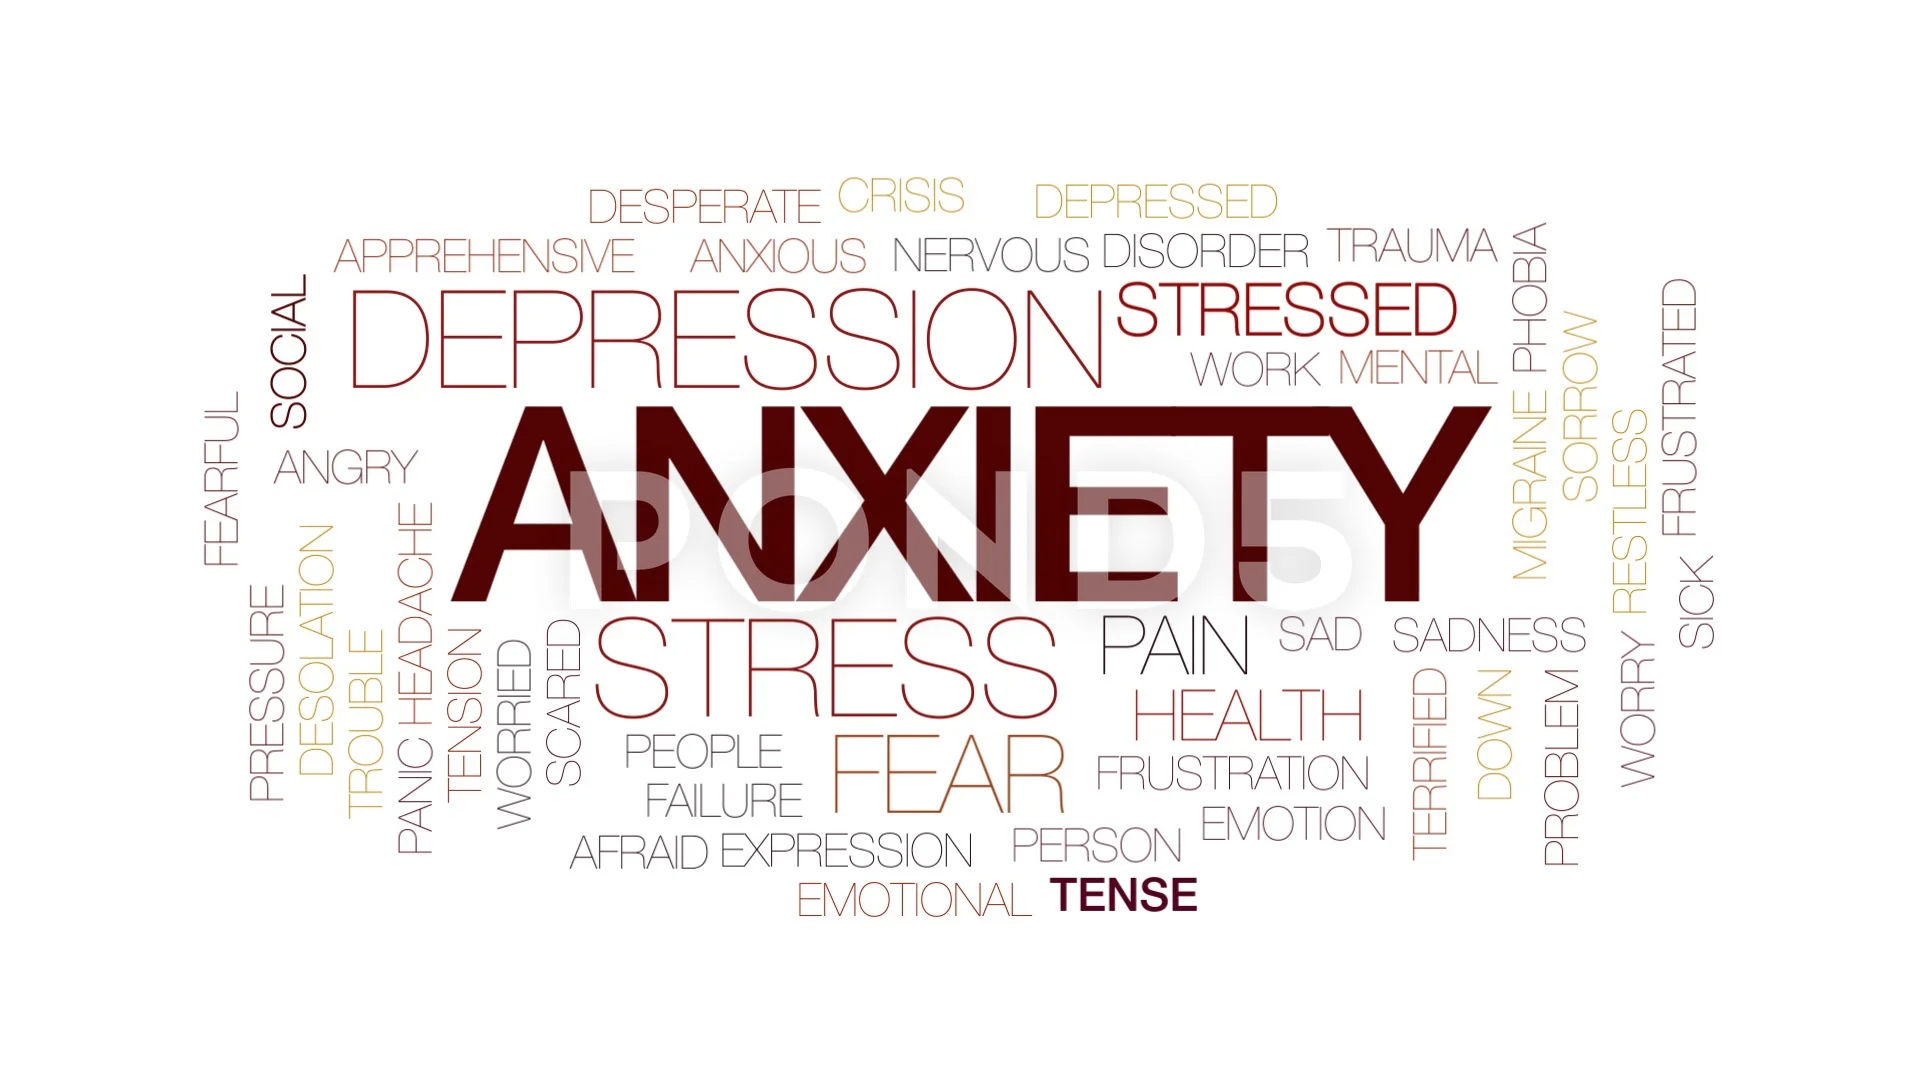 DESPERATE CRISIS DEPRESSED
APPREHENSIVE ANXIOUS NERVOUS DISORDER TRAUMA
DEPRESSION STRESSED
WORK MENTAL
SOCIAL
FEARFUL
ANGRY
ANXIETY
POND5
MIGRAINE PHOBIA
SORROW
RESTLESS
FRUSTRATED
SICK
PRESSURE
DESOLATION
TROUBLE
PANIC HEADACHE
TENSION
WORRIED
SCARED
STRESS
PAIN SAD SADNESS
HEALTH
PEOPLE FEAR FRUSTRATION
FAILURE EMOTION
AFRAID EXPRESSION PERSON
EMOTIONAL TENSE
TERRIFIED
DOWN
PROBLEM
WORRY